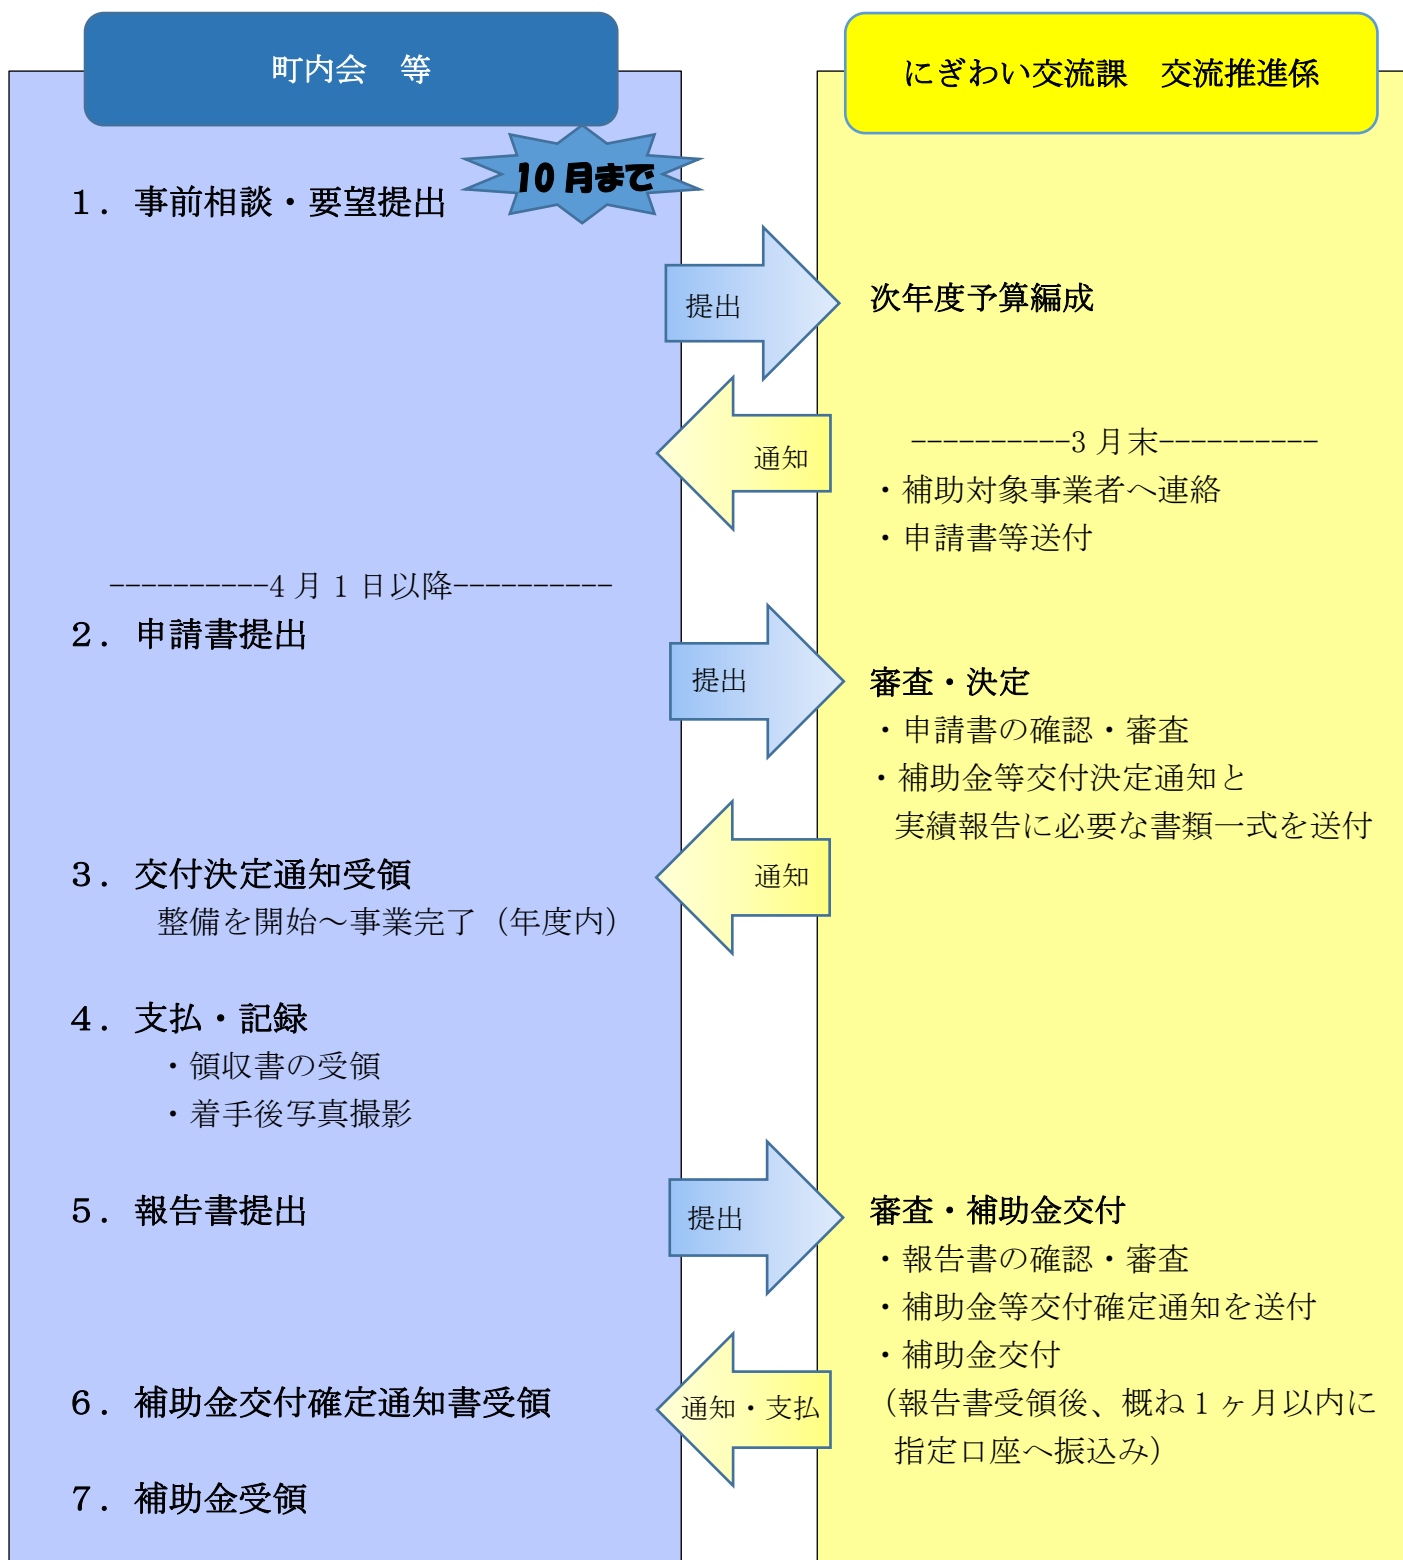 町内会　等
にぎわい交流課　交流推進係
10月まで
１．事前相談・要望提出
提出
次年度予算編成
通知
----------3月末----------
・補助対象事業者へ連絡
・申請書等送付
----------4月1日以降----------
２．申請書提出
提出
審査・決定
・申請書の確認・審査
・補助金等交付決定通知と
実績報告に必要な書類一式を送付
３．交付決定通知受領
通知
整備を開始～事業完了（年度内）
４．支払・記録
・領収書の受領
・着手後写真撮影
５．報告書提出
提出
審査・補助金交付
・報告書の確認・審査
・補助金等交付確定通知を送付
・補助金交付
（報告書受領後、概ね1ヶ月以内に
指定口座へ振込み）
６．補助金交付確定通知書受領
通知・支払
７．補助金受領